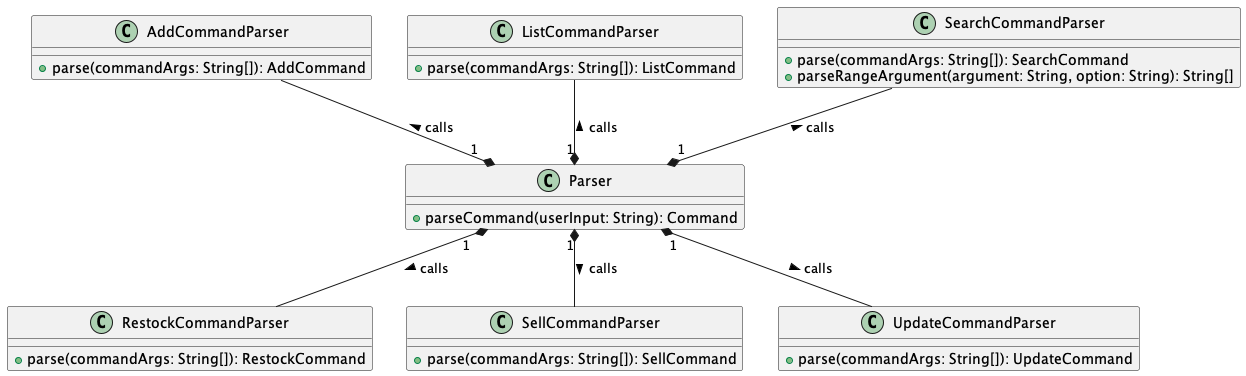 C AddCommandParser
parse(commandArgs: String[]): AddCommand
C ListCommandParser
parse(commandArgs: String[]): ListCommand
C SearchCommandParser
parse(commandArgs: String[]): SearchCommand
parseRangeArgument(argument: String, option: String): String[]
calls
calls
calls
1
1
1
C Parser
parseCommand(userInput: String): Command
1
1
1
calls
calls
calls
C RestockCommandParser
parse(commandArgs: String[]): RestockCommand
C SellCommandParser
parse(commandArgs: String[]): SellCommand
C UpdateCommandParser
parse(commandArgs: String[]): UpdateCommand